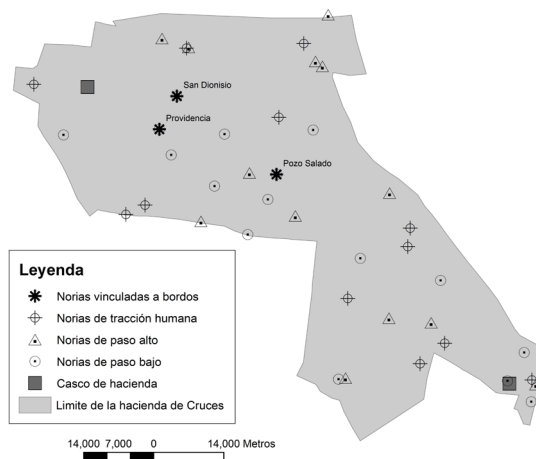 San Dionisio
Providencia
Pozo Salado
Leyenda
Norias vinculadas a bordos
Norias de tracción humana
Norias de paso alto
Norias de paso bajo
Casco de hacienda
Limite de la hacienda de Cruces
14,000 7,000 0 14,000 Metros